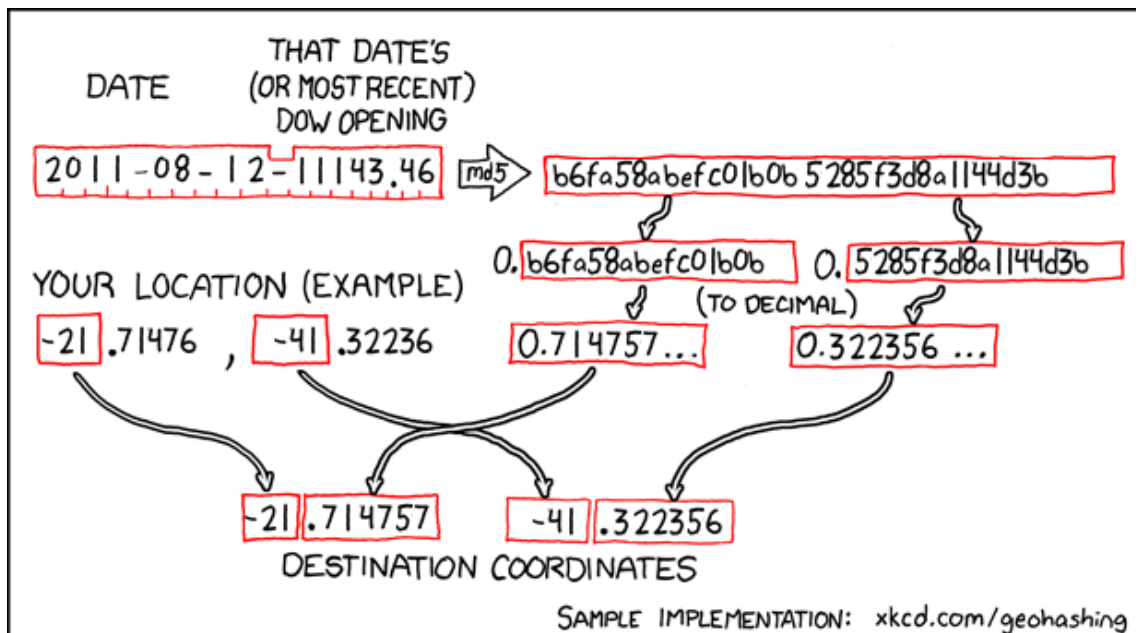 DATE
THAT DATE'S
(OR MOST RECENT)
DOW OPENING
2011-08-12-11143.46
md5
b6fa58abefc01b0b5285f3d8a1144d3b
0.b6fa58abefc01b0b
0.5285f3d8a1144d3b
YOUR LOCATION (EXAMPLE)
(TO DECIMAL)
-21.71476, -41.32236
0.714757...
0.322356...
-21.714757
-41.322356
DESTINATION COORDINATES
SAMPLE IMPLEMENTATION: xkcd.com/geohashing